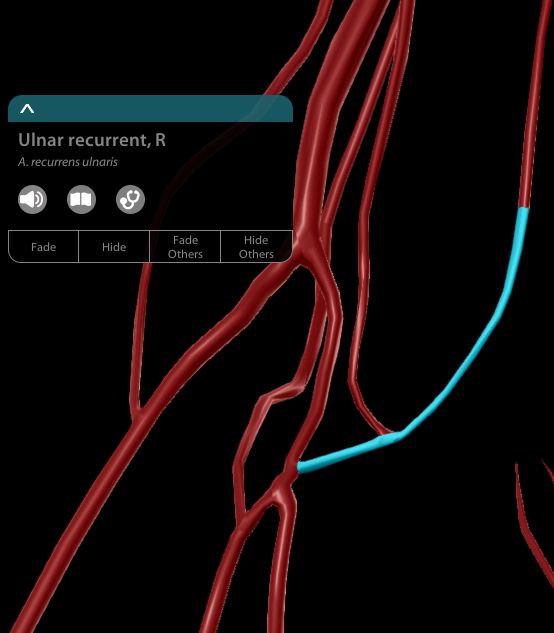 Ulnar recurrent, R
A. recurrens ulnaris
Fade
Hide
Fade
Others
Hide
Others